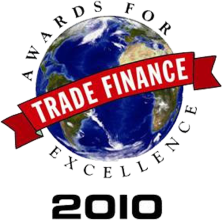 AWARDS FOR
TRADE FINANCE
EXCELLENCE
2010